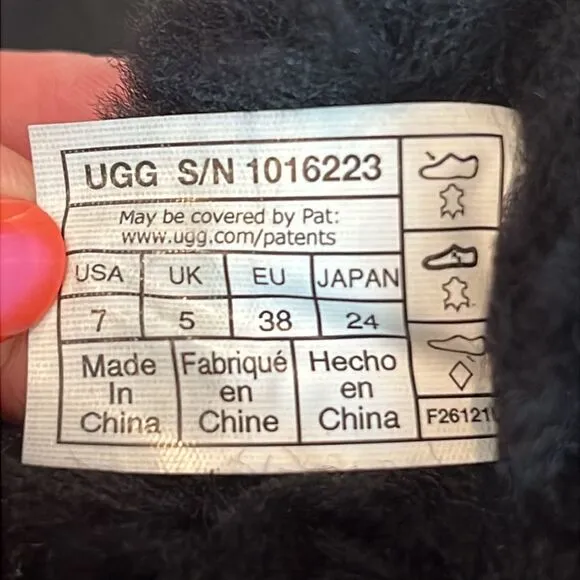 UGG S/N 1016223
May be covered by Pat:
www.ugg.com/patents
USA UK EU JAPAN
7 5 38 24
Made Fabriqué Hecho
In en en
China Chine China
F26121